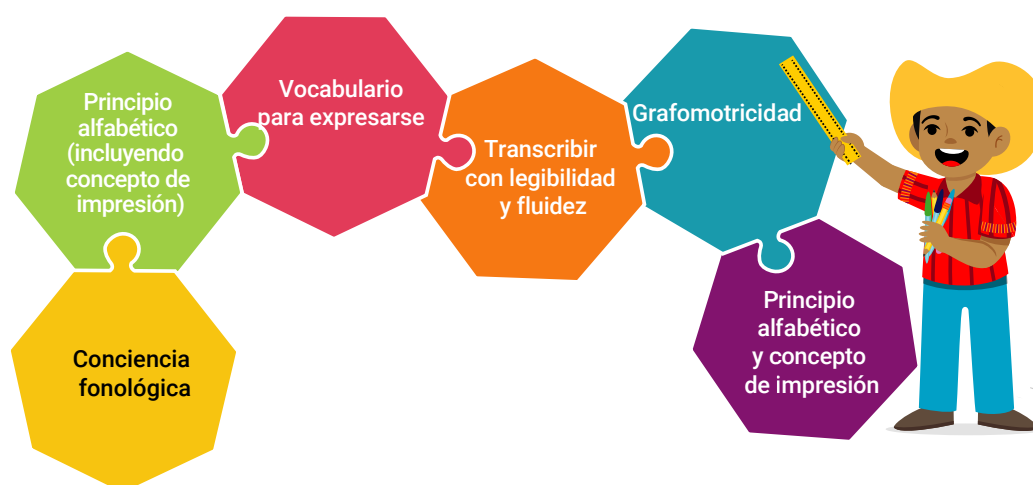 Principio
alfabético
(incluyendo
concepto de
impresión)
Vocabulario
para expresarse
Transcribir
con legibilidad
y fluidez
Grafomotricidad
Principio
alfabético
y concepto
de impresión
Conciencia
fonológica